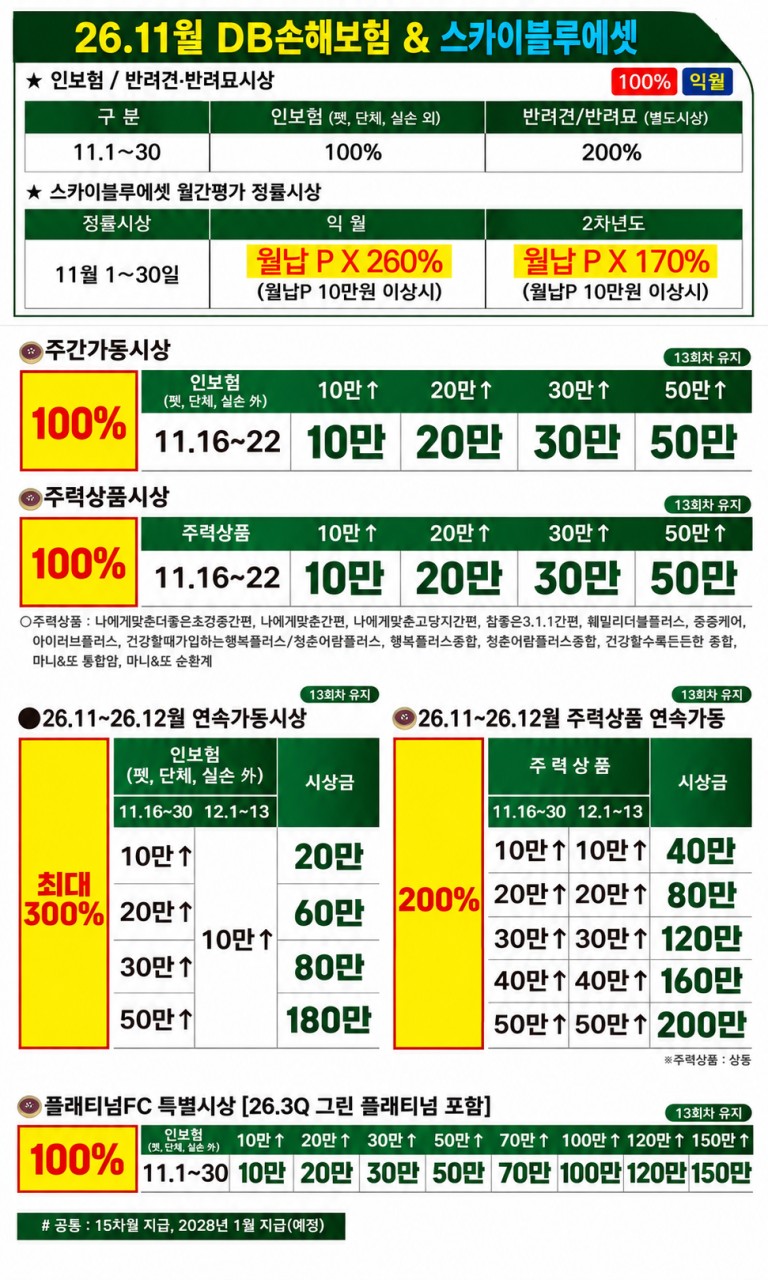 26.11월 DB손해보험 & 스카이블루에셋
★ 인보험 / 반려견·반려묘시상 100% 익월
구 분 인보험 (펫, 단체, 실손 외) 반려견/반려묘 (별도시상)
11.1~30 100% 200%
★ 스카이블루에셋 월간평가 정률시상
정률시상 익 월 2차년도
11월 1~30일 월납 P X 260% 월납 P X 170%
(월납P 10만원 이상시) (월납P 10만원 이상시)
주간가동시상 13회차 유지
100% 인보험 (펫, 단체, 실손 外) 10만↑ 20만↑ 30만↑ 50만↑
11.16~22 10만 20만 30만 50만
주력상품시상 13회차 유지
100% 주력상품 10만↑ 20만↑ 30만↑ 50만↑
11.16~22 10만 20만 30만 50만
○주력상품 : 나에게맞춘더좋은초경증간편, 나에게맞춘간편, 나에게맞춘고당지간편, 참좋은3.1.1간편, 훼밀리더블플러스, 중증케어,
아이러브플러스, 건강할때가입하는행복플러스/청춘어람플러스, 행복플러스종합, 청춘어람플러스종합, 건강할수록든든한 종합,
마니&또 통합암, 마니&또 순환계
13회차 유지
●26.11~26.12월 연속가동시상
최대 300%
인보험 (펫, 단체, 실손 外) 시상금
11.16~30 12.1~13
10만↑ 10만↑ 20만
20만↑ 60만
30만↑ 80만
50만↑ 180만
13회차 유지
26.11~26.12월 주력상품 연속가동
200%
주 력 상 품 시상금
11.16~30 12.1~13
10만↑ 10만↑ 40만
20만↑ 20만↑ 80만
30만↑ 30만↑ 120만
40만↑ 40만↑ 160만
50만↑ 50만↑ 200만
※주력상품 : 상동
플래티넘FC 특별시상 [26.3Q 그린 플래티넘 포함] 13회차 유지
100% 인보험 (펫, 단체, 실손 외) 10만↑ 20만↑ 30만↑ 50만↑ 70만↑ 100만↑ 120만↑ 150만↑
11.1~30 10만 20만 30만 50만 70만 100만 120만 150만
# 공통 : 15차월 지급, 2028년 1월 지급(예정)